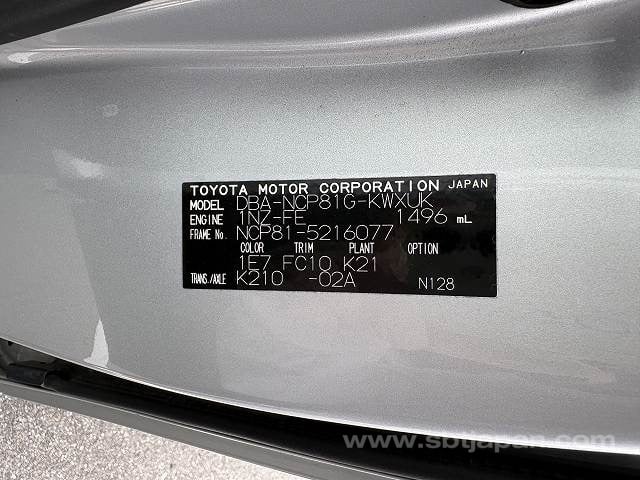 TOYOTA MOTOR CORPORATION JAPAN
MODEL DBA-NCP81G-KWXUK
ENGINE 1NZ-FE 1496 mL
FRAME No. NCP81-5216077
COLOR TRIM PLANT OPTION
1E7 FC10 K21
TRANS./AXLE K210 -02A N128
www.sbtjapan.com